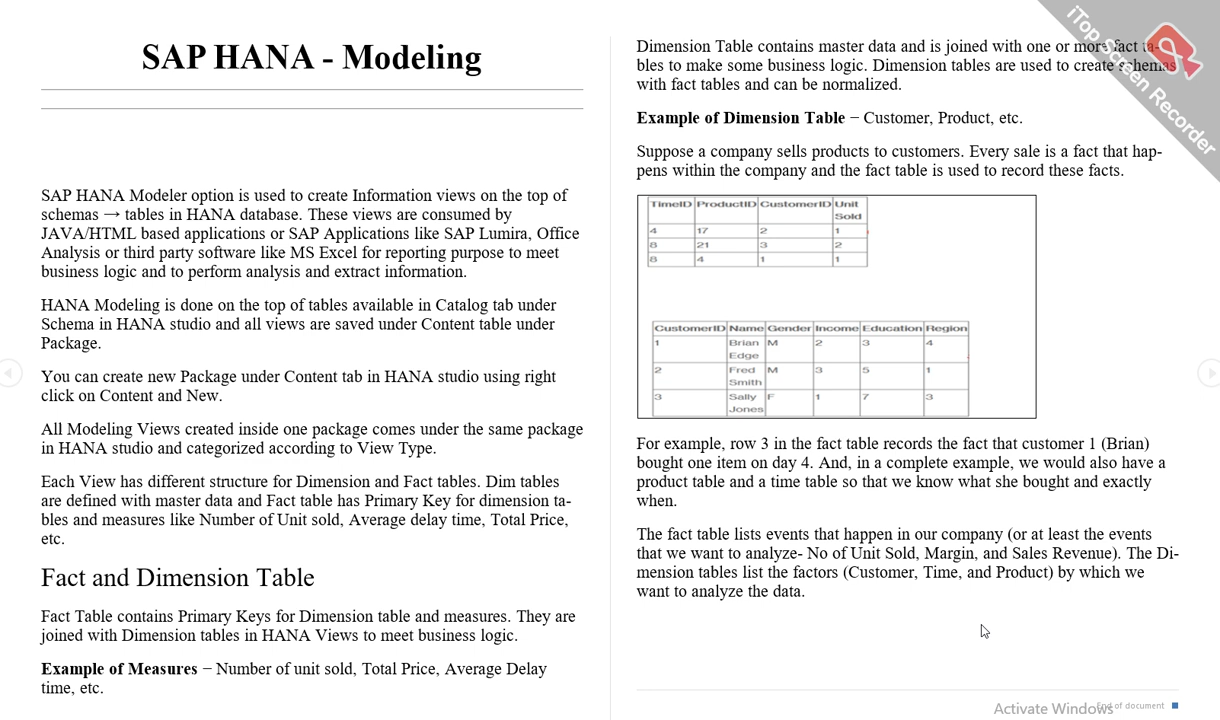 SAP HANA - Modeling
SAP HANA Modeler option is used to create Information views on the top of
schemas → tables in HANA database. These views are consumed by
JAVA/HTML based applications or SAP Applications like SAP Lumira, Office
Analysis or third party software like MS Excel for reporting purpose to meet
business logic and to perform analysis and extract information.
HANA Modeling is done on the top of tables available in Catalog tab under
Schema in HANA studio and all views are saved under Content table under
Package.
You can create new Package under Content tab in HANA studio using right
click on Content and New.
All Modeling Views created inside one package comes under the same package
in HANA studio and categorized according to View Type.
Each View has different structure for Dimension and Fact tables. Dim tables
are defined with master data and Fact table has Primary Key for dimension ta-
bles and measures like Number of Unit sold, Average delay time, Total Price,
etc.
Fact and Dimension Table
Fact Table contains Primary Keys for Dimension table and measures. They are
joined with Dimension tables in HANA Views to meet business logic.
Example of Measures − Number of unit sold, Total Price, Average Delay
time, etc.
Dimension Table contains master data and is joined with one or more fact ta-
bles to make some business logic. Dimension tables are used to create schemas
with fact tables and can be normalized.
Example of Dimension Table − Customer, Product, etc.
Suppose a company sells products to customers. Every sale is a fact that hap-
pens within the company and the fact table is used to record these facts.
TimeID ProductID CustomerID Unit
Sold
4 17 2 1
8 21 3 2
8 4 1 1
CustomerID Name Gender Income Education Region
1 Brian M 2 3 4
Edge
2 Fred M 3 5 1
Smith
3 Sally F 1 7 3
Jones
For example, row 3 in the fact table records the fact that customer 1 (Brian)
bought one item on day 4. And, in a complete example, we would also have a
product table and a time table so that we know what she bought and exactly
when.
The fact table lists events that happen in our company (or at least the events
that we want to analyze- No of Unit Sold, Margin, and Sales Revenue). The Di-
mension tables list the factors (Customer, Time, and Product) by which we
want to analyze the data.
iTop Screen Recorder
Activate Windows
End of document